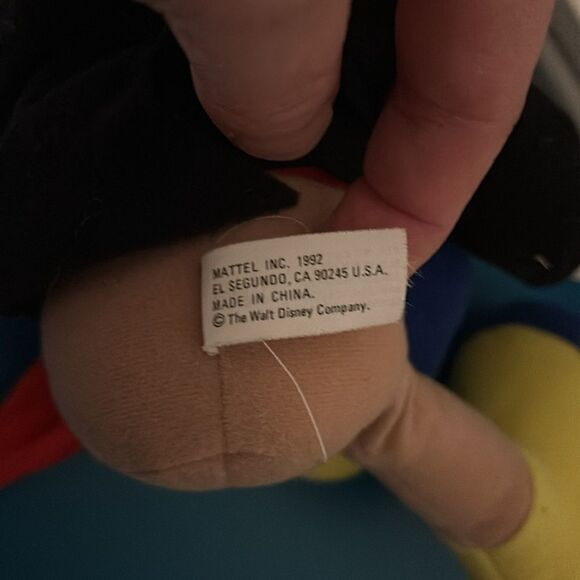 MATTEL INC. 1992
EL SEGUNDO, CA 90245 U.S.A.
MADE IN CHINA.
© The Walt Disney Company.